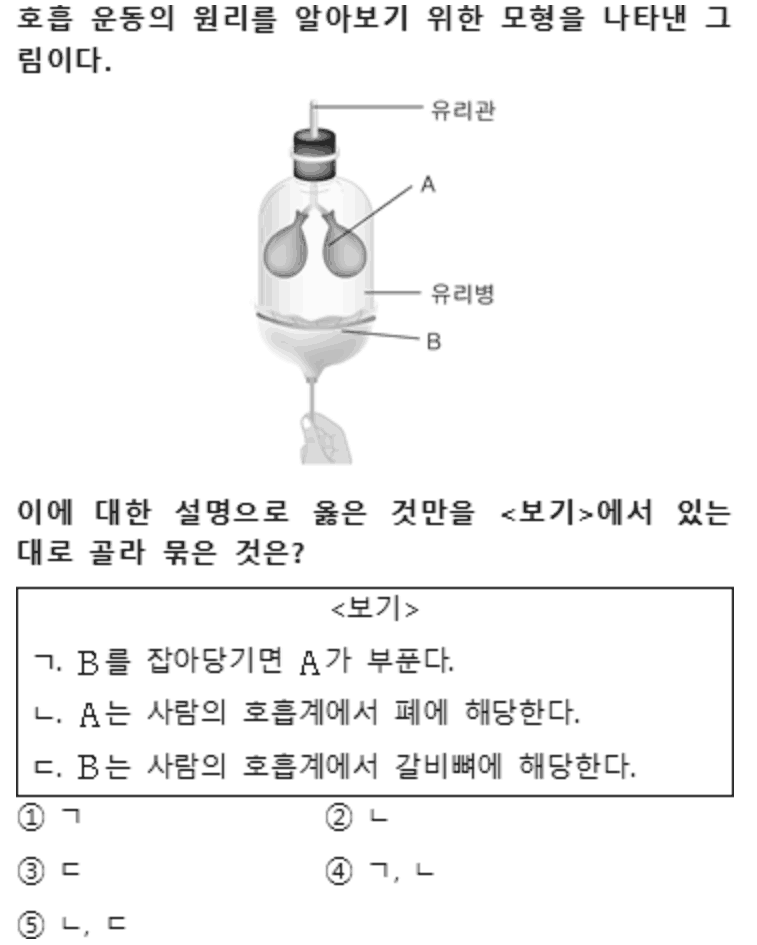 호흡 운동의 원리를 알아보기 위한 모형을 나타낸 그
림이다.
유리관
A
유리병
B
이에 대한 설명으로 옳은 것만을 <보기>에서 있는
대로 골라 묶은 것은?
<보기>
ㄱ. B를 잡아당기면 A가 부푼다.
ㄴ. A는 사람의 호흡계에서 폐에 해당한다.
ㄷ. B는 사람의 호흡계에서 갈비뼈에 해당한다.
① ㄱ ② ㄴ
③ ㄷ ④ ㄱ, ㄴ
⑤ ㄴ, ㄷ